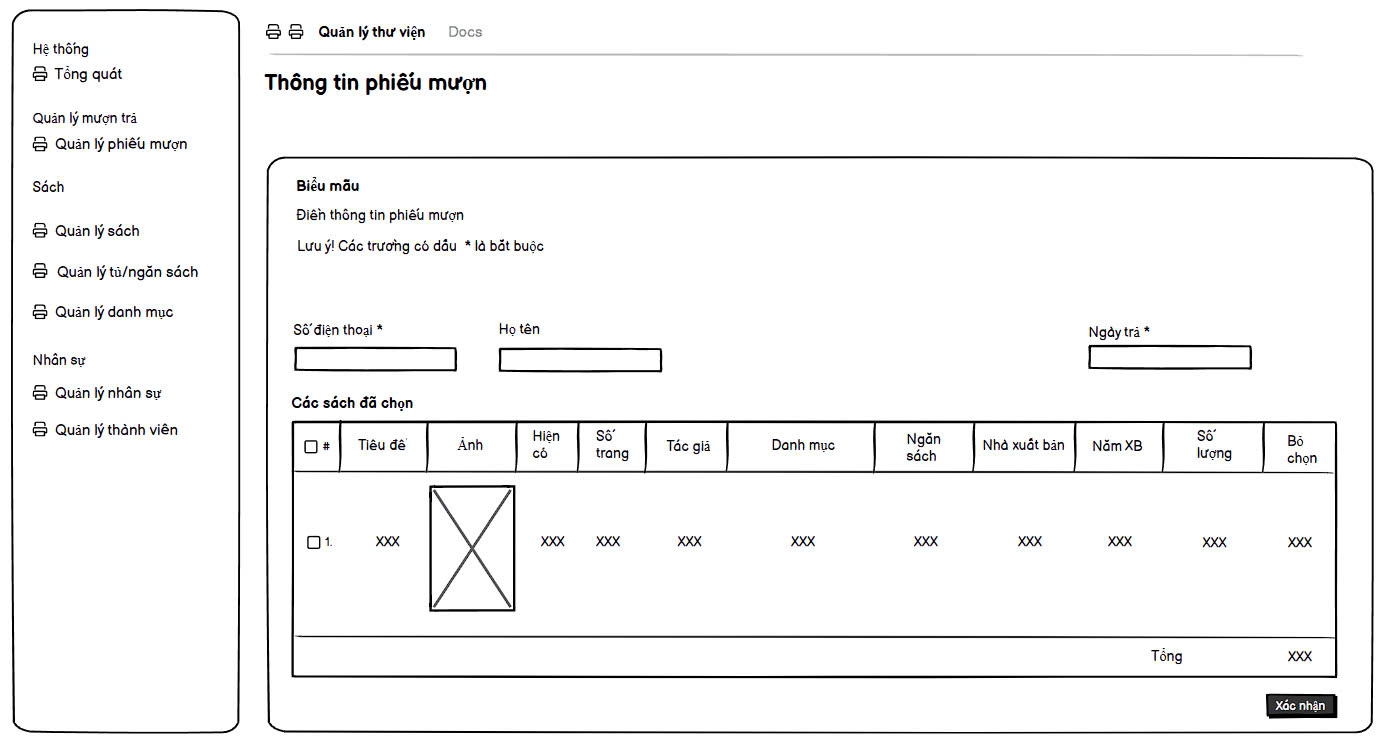 Hệ thống
Tổng quát
Quản lý mượn trả
Quản lý phiếu mượn
Sách
Quản lý sách
Quản lý tủ/ngăn sách
Quản lý danh mục
Nhân sự
Quản lý nhân sự
Quản lý thành viên
Quản lý thư viện Docs
Thông tin phiếu mượn
Biểu mẫu
Điền thông tin phiếu mượn
Lưu ý! Các trường có dấu * là bắt buộc
Số điện thoại * Họ tên Ngày trả *
Các sách đã chọn
# Tiêu đề Ảnh Hiện có Số trang Tác giả Danh mục Ngăn sách Nhà xuất bản Năm XB Số lượng Bỏ chọn
1. XXX XXX XXX XXX XXX XXX XXX XXX XXX XXX
Tổng XXX
Xác nhận